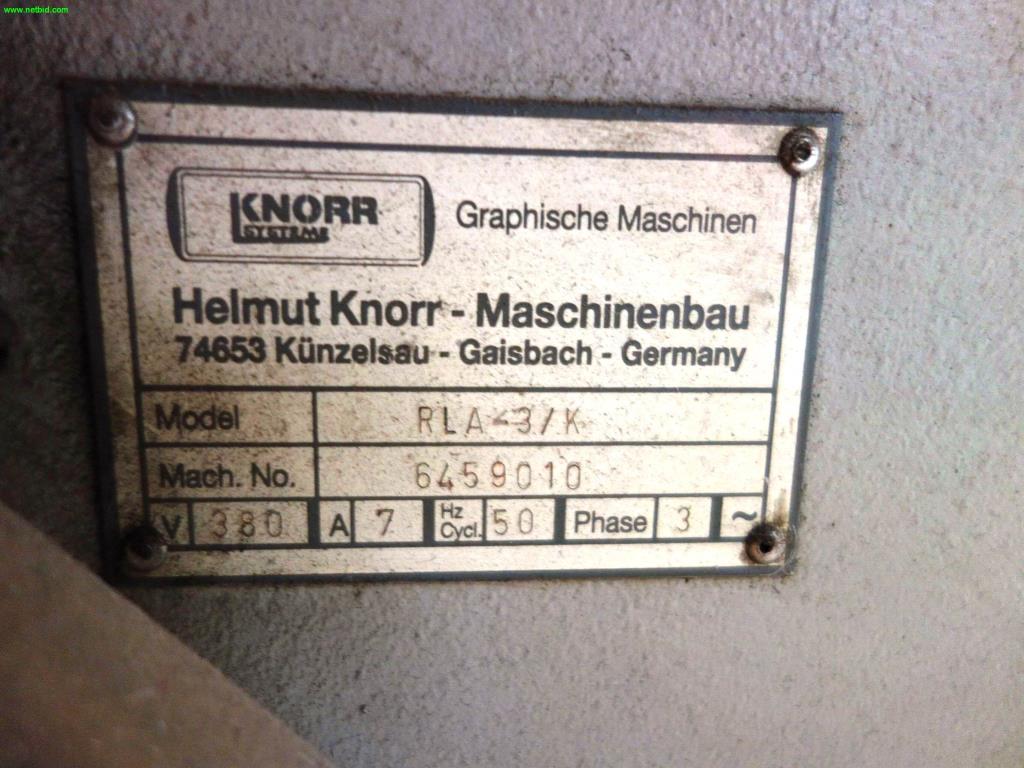 www.netbid.com
KNORR
SYSTEME
Graphische Maschinen
Helmut Knorr - Maschinenbau
74653 Künzelsau - Gaisbach - Germany
Model RLA-3/K
Mach. No. 6459010
V 380 A 7 Hz Cycl. 50 Phase 3 ~